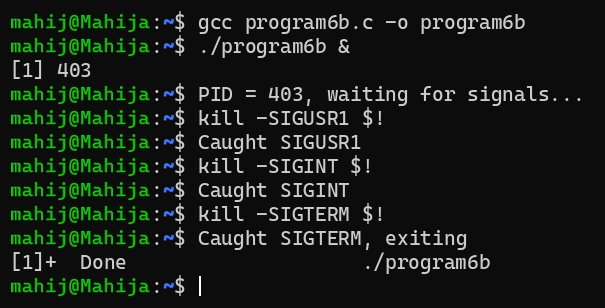 mahij@Mahija:~$ gcc program6b.c -o program6b
mahij@Mahija:~$ ./program6b &
[1] 403
mahij@Mahija:~$ PID = 403, waiting for signals...
mahij@Mahija:~$ kill -SIGUSR1 $!
mahij@Mahija:~$ Caught SIGUSR1
mahij@Mahija:~$ kill -SIGINT $!
mahij@Mahija:~$ Caught SIGINT
mahij@Mahija:~$ kill -SIGTERM $!
mahij@Mahija:~$ Caught SIGTERM, exiting
[1]+  Done                    ./program6b
mahij@Mahija:~$